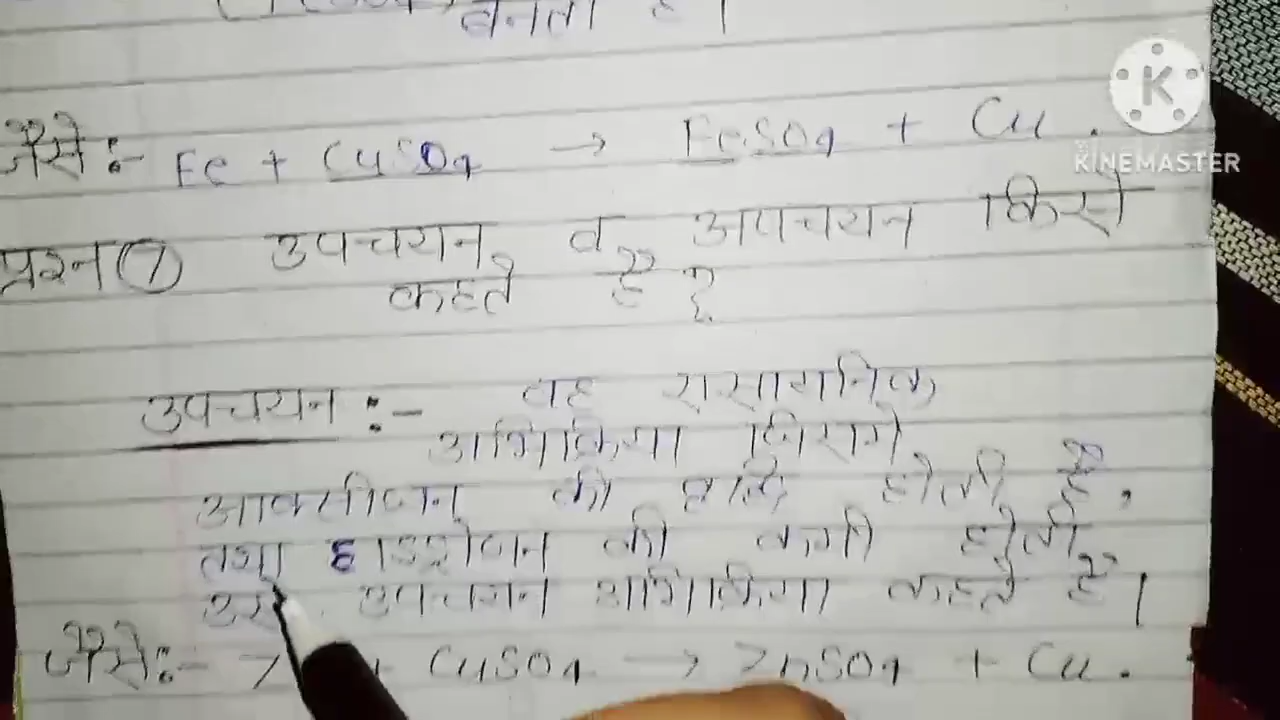 बनता है।
जैसे:- Fe + CuSO4 → FeSO4 + Cu.
KINEMASTER
प्रश्न 7 उपचयन व अपचयन किसे
कहते हैं ?
उपचयन :- वह रासायनिक
अभिक्रिया जिसमे
आक्सीजन की वृद्धि होती है,
तथा हाइड्रोजन की कमी होती
उसे उपचयन अभिक्रिया कहते हैं।
जैसे:- + CuSO4 → ZnSO4 + Cu.